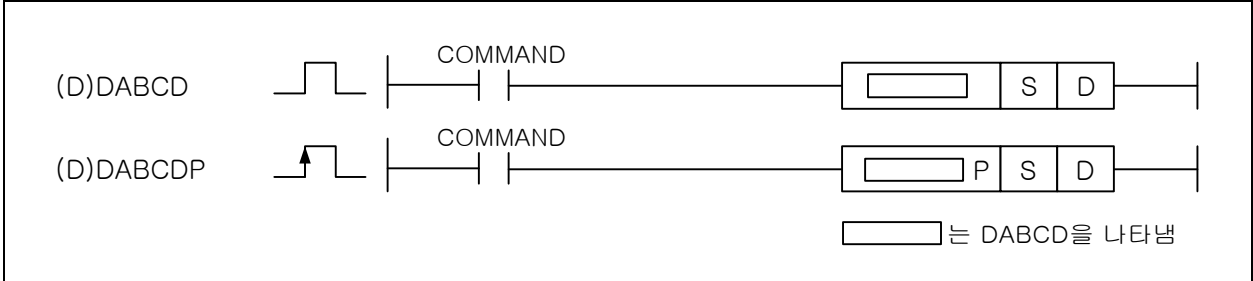 COMMAND
(D)DABCD S D
COMMAND
(D)DABCDP P S D
는 DABCD을 나타냄